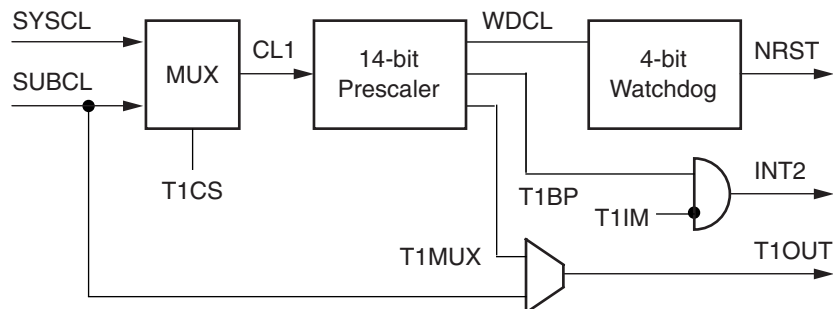 SYSCL
SUBCL
MUX
T1CS
CL1
14-bit
Prescaler
WDCL
4-bit
Watchdog
NRST
T1BP
T1IM
INT2
T1MUX
T1OUT